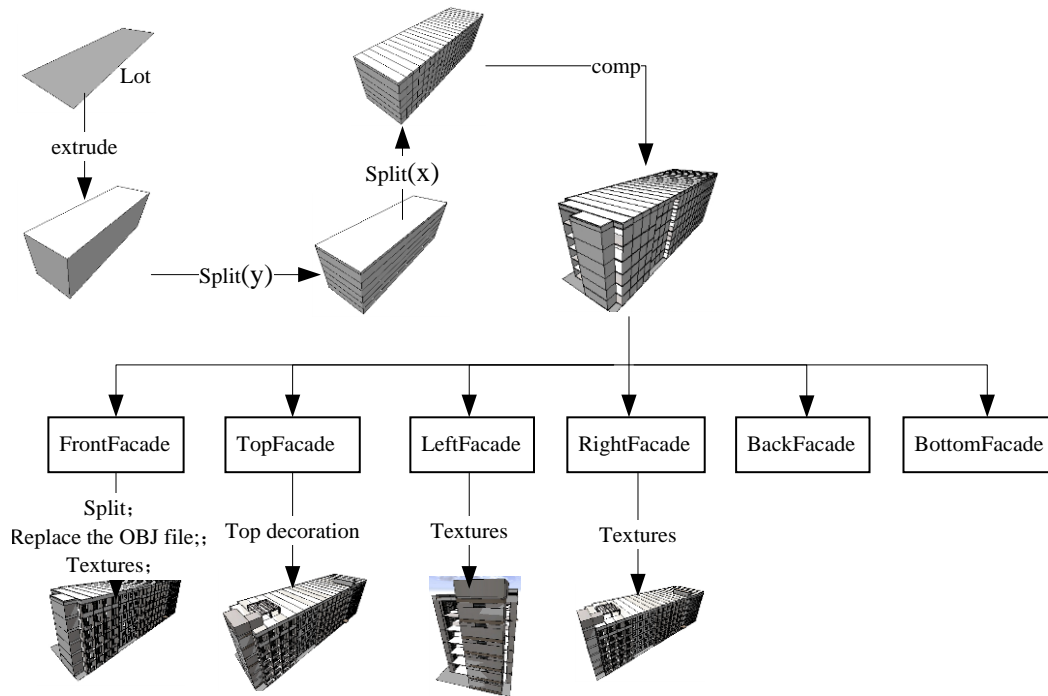 Lot
extrude
Split(y)
Split(x)
comp
FrontFacade
TopFacade
LeftFacade
RightFacade
BackFacade
BottomFacade
Split；
Replace the OBJ file;；
Textures；
Top decoration
Textures
Textures